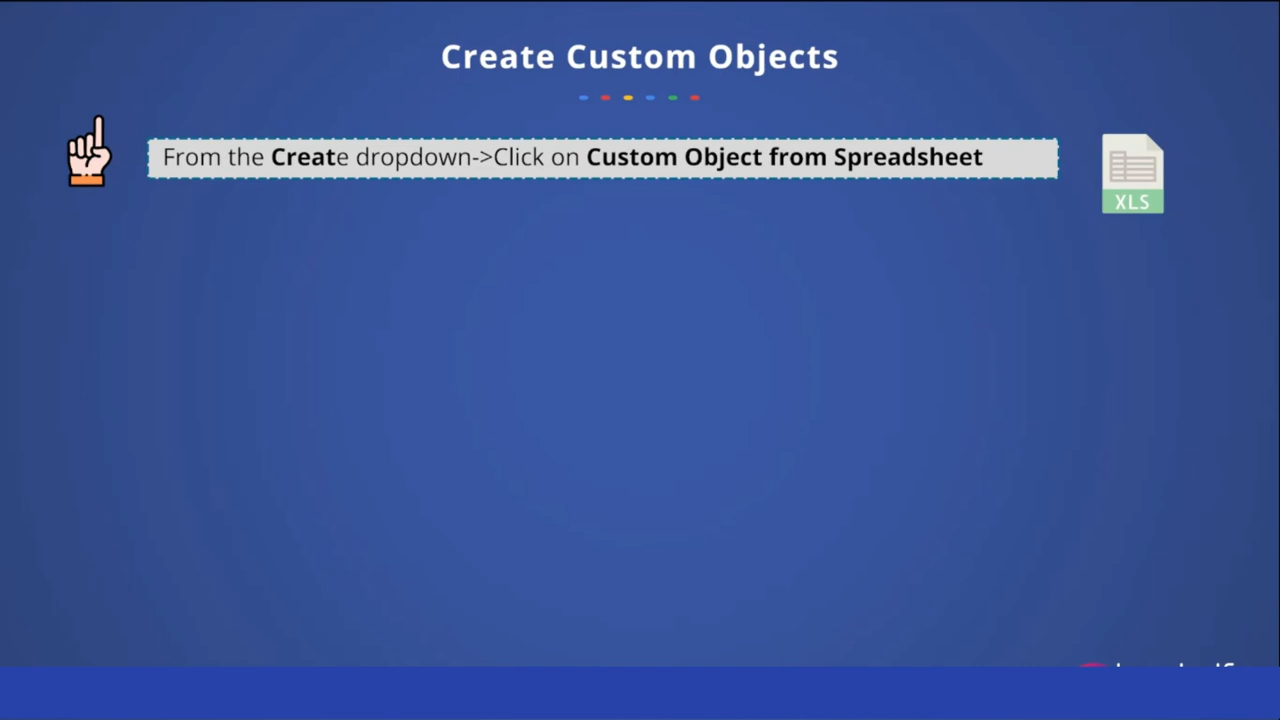 Create Custom Objects
From the Create dropdown->Click on Custom Object from Spreadsheet
XLS